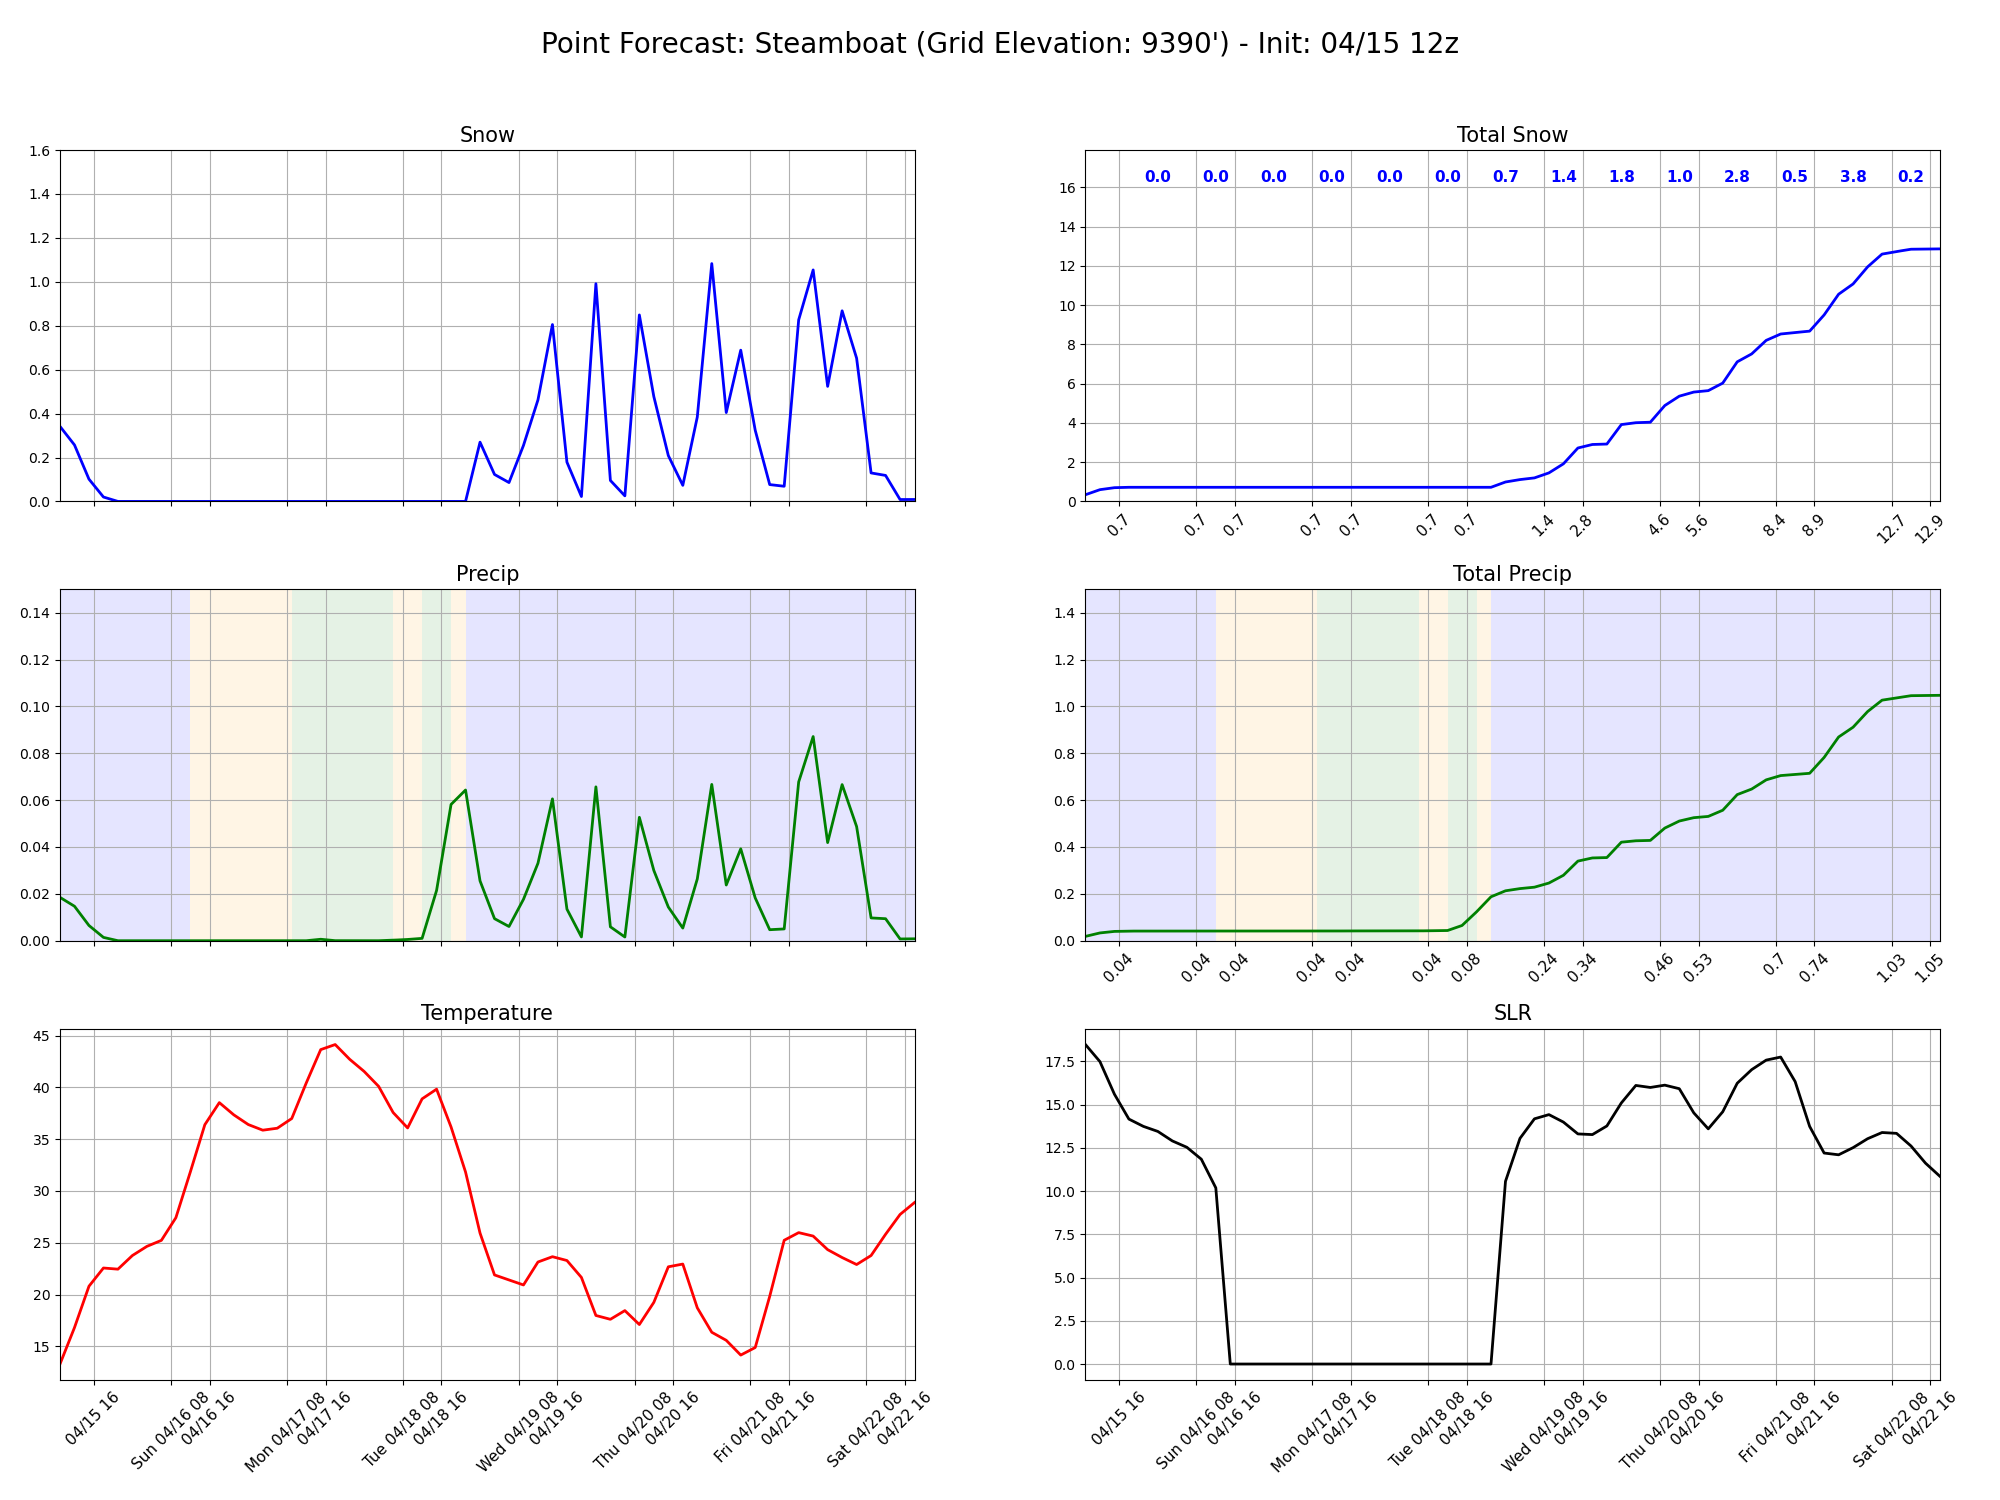 Point Forecast: Steamboat (Grid Elevation: 9390') - Init: 04/15 12z
Snow
1.6
1.4
1.2
1.0
0.8
0.6
0.4
0.2
0.0
Total Snow
0.0 0.0 0.0 0.0 0.0 0.0 0.7 1.4 1.8 1.0 2.8 0.5 3.8 0.2
16
14
12
10
8
6
4
2
0
0.7 0.7 0.7 0.7 0.7 0.7 0.7 1.4 2.8 4.6 5.6 8.4 8.9 12.7 12.9
Precip
0.14
0.12
0.10
0.08
0.06
0.04
0.02
0.00
Total Precip
1.4
1.2
1.0
0.8
0.6
0.4
0.2
0.0
0.04 0.04 0.04 0.04 0.04 0.04 0.08 0.24 0.34 0.46 0.53 0.7 0.74 1.03 1.05
Temperature
45
40
35
30
25
20
15
04/15 16
Sun 04/16 08
04/16 16
Mon 04/17 08
04/17 16
Tue 04/18 08
04/18 16
Wed 04/19 08
04/19 16
Thu 04/20 08
04/20 16
Fri 04/21 08
04/21 16
Sat 04/22 08
04/22 16
SLR
17.5
15.0
12.5
10.0
7.5
5.0
2.5
0.0
04/15 16
Sun 04/16 08
04/16 16
Mon 04/17 08
04/17 16
Tue 04/18 08
04/18 16
Wed 04/19 08
04/19 16
Thu 04/20 08
04/20 16
Fri 04/21 08
04/21 16
Sat 04/22 08
04/22 16